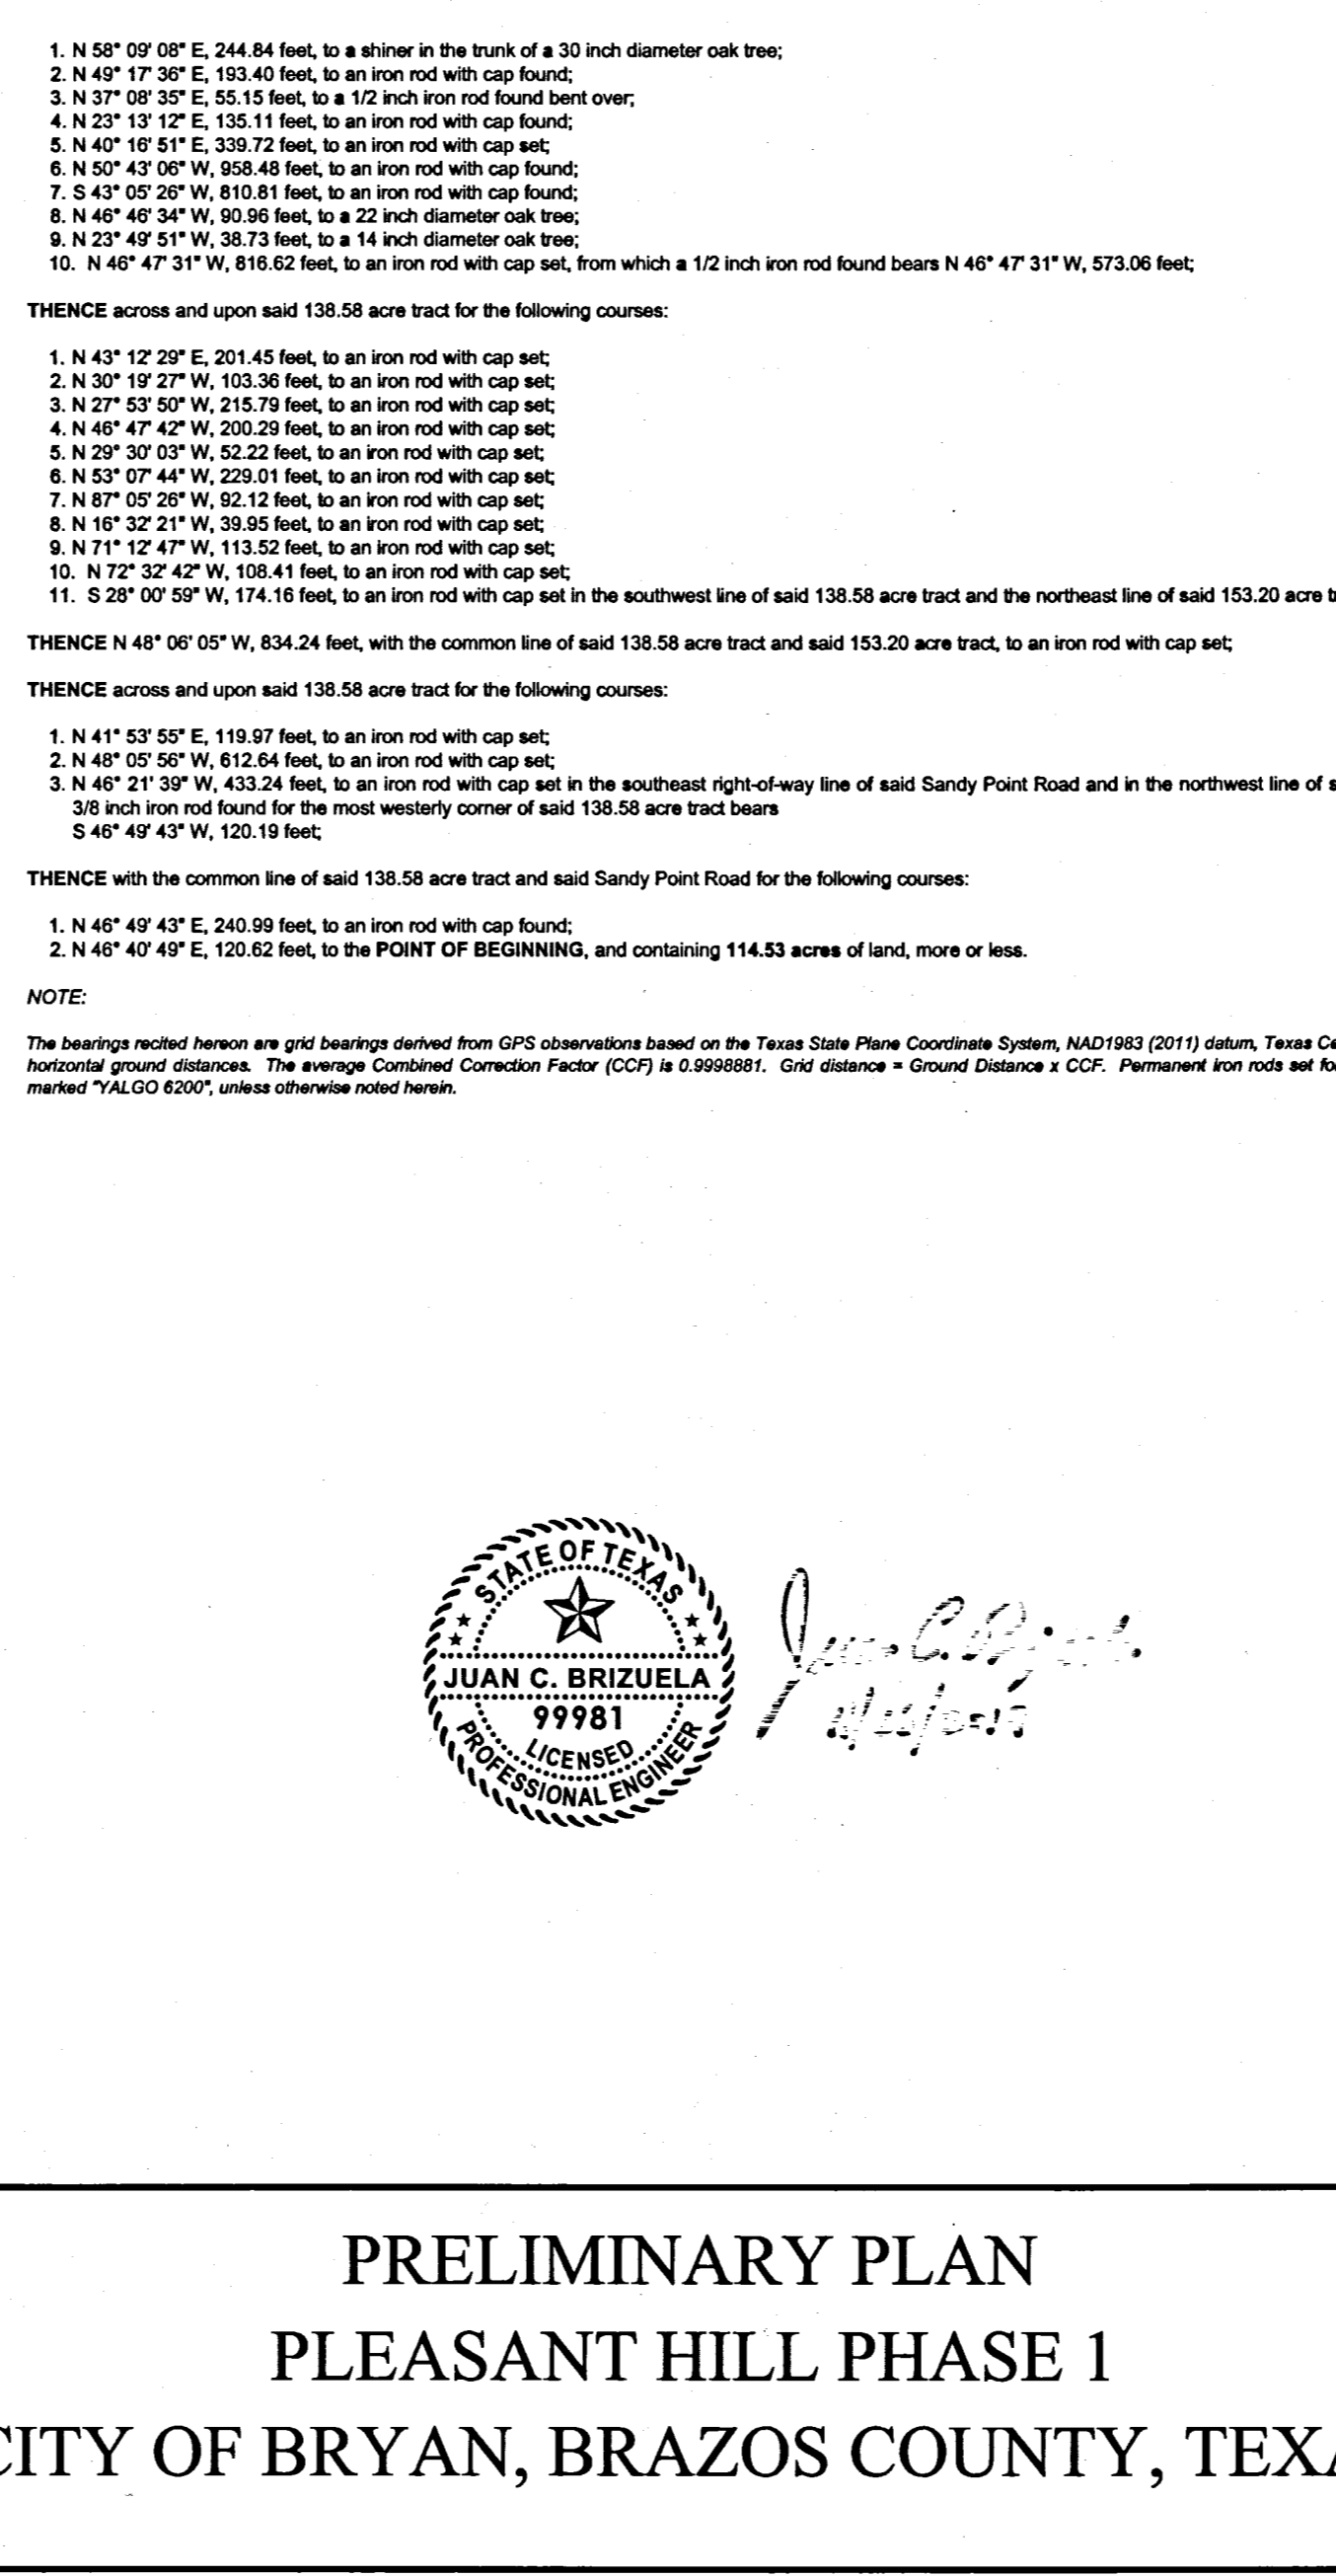 1. N 58° 09' 08" E, 244.84 feet, to a shiner in the trunk of a 30 inch diameter oak tree;
2. N 49° 17' 36" E, 193.40 feet, to an iron rod with cap found;
3. N 37° 08' 35" E, 55.15 feet, to a 1/2 inch iron rod found bent over;
4. N 23° 13' 12" E, 135.11 feet, to an iron rod with cap found;
5. N 40° 16' 51" E, 339.72 feet, to an iron rod with cap set;
6. N 50° 43' 06" W, 958.48 feet, to an iron rod with cap found;
7. S 43° 05' 26" W, 810.81 feet, to an iron rod with cap found;
8. N 46° 46' 34" W, 90.96 feet, to a 22 inch diameter oak tree;
9. N 23° 49' 51" W, 38.73 feet, to a 14 inch diameter oak tree;
10. N 46° 47' 31" W, 816.62 feet, to an iron rod with cap set, from which a 1/2 inch iron rod found bears N 46° 47' 31" W, 573.06 feet;
THENCE across and upon said 138.58 acre tract for the following courses:
1. N 43° 12' 29" E, 201.45 feet, to an iron rod with cap set;
2. N 30° 19' 27" W, 103.36 feet, to an iron rod with cap set;
3. N 27° 53' 50" W, 215.79 feet, to an iron rod with cap set;
4. N 46° 47' 42" W, 200.29 feet, to an iron rod with cap set;
5. N 29° 30' 03" W, 52.22 feet, to an iron rod with cap set;
6. N 53° 07' 44" W, 229.01 feet, to an iron rod with cap set;
7. N 87° 05' 26" W, 92.12 feet, to an iron rod with cap set;
8. N 16° 32' 21" W, 39.95 feet, to an iron rod with cap set;
9. N 71° 12' 47" W, 113.52 feet, to an iron rod with cap set;
10. N 72° 32' 42" W, 108.41 feet, to an iron rod with cap set;
11. S 28° 00' 59" W, 174.16 feet, to an iron rod with cap set in the southwest line of said 138.58 acre tract and the northeast line of said 153.20 acre
THENCE N 48° 06' 05" W, 834.24 feet, with the common line of said 138.58 acre tract and said 153.20 acre tract, to an iron rod with cap set;
THENCE across and upon said 138.58 acre tract for the following courses:
1. N 41° 53' 55" E, 119.97 feet, to an iron rod with cap set;
2. N 48° 05' 56" W, 612.64 feet, to an iron rod with cap set;
3. N 46° 21' 39" W, 433.24 feet, to an iron rod with cap set in the southeast right-of-way line of said Sandy Point Road and in the northwest line of
3/8 inch iron rod found for the most westerly corner of said 138.58 acre tract bears
S 46° 49' 43" W, 120.19 feet;
THENCE with the common line of said 138.58 acre tract and said Sandy Point Road for the following courses:
1. N 46° 49' 43" E, 240.99 feet, to an iron rod with cap found;
2. N 46° 40' 49" E, 120.62 feet, to the POINT OF BEGINNING, and containing 114.53 acres of land, more or less.
NOTE:
The bearings recited hereon are grid bearings derived from GPS observations based on the Texas State Plane Coordinate System, NAD1983 (2011) datum, Texas
horizontal ground distances. The average Combined Correction Factor (CCF) is 0.9998881. Grid distance = Ground Distance x CCF. Permanent iron rods set
marked "YALGO 6200", unless otherwise noted herein.
STATE OF TEXAS
JUAN C. BRIZUELA
99981
LICENSED
PROFESSIONAL ENGINEER
PRELIMINARY PLAN
PLEASANT HILL PHASE 1
CITY OF BRYAN, BRAZOS COUNTY, TEXA